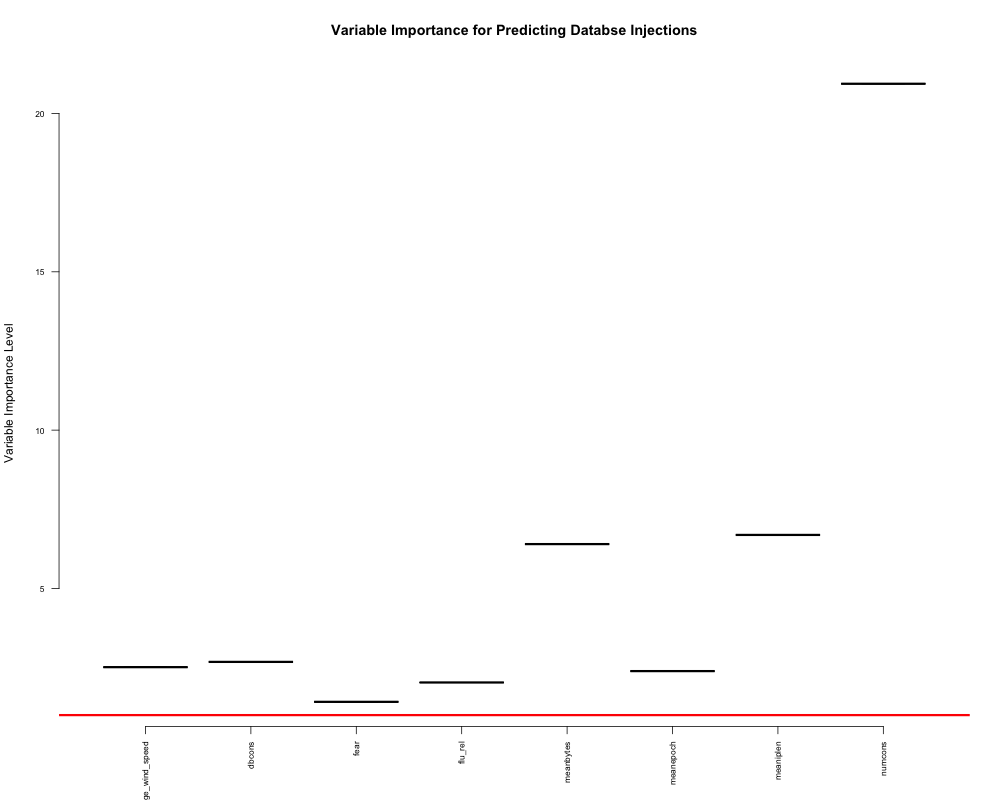 Variable Importance for Predicting Databse Injections
Variable Importance Level
20
15
10
5
ge_wind_speed
dbcons
fear
flu_rel
meanbytes
meanepoch
meaniplen
numcons